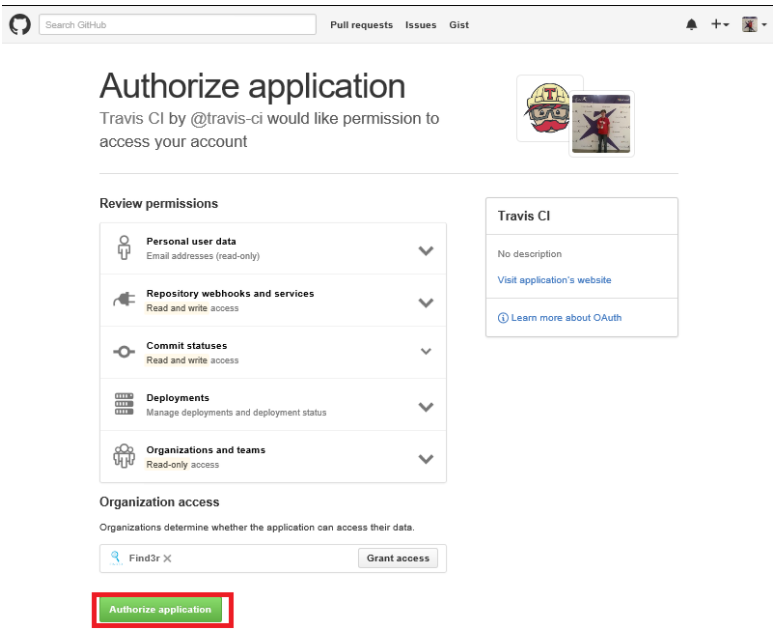 Search GitHub
Pull requests Issues Gist
Authorize application
Travis CI by @travis-ci would like permission to
access your account
Review permissions
Personal user data
Email addresses (read-only)
Repository webhooks and services
Read and write access
Commit statuses
Read and write access
Deployments
Manage deployments and deployment status
Organizations and teams
Read-only access
Travis CI
No description
Visit application's website
Learn more about OAuth
Organization access
Organizations determine whether the application can access their data.
Find3r
Grant access
Authorize application